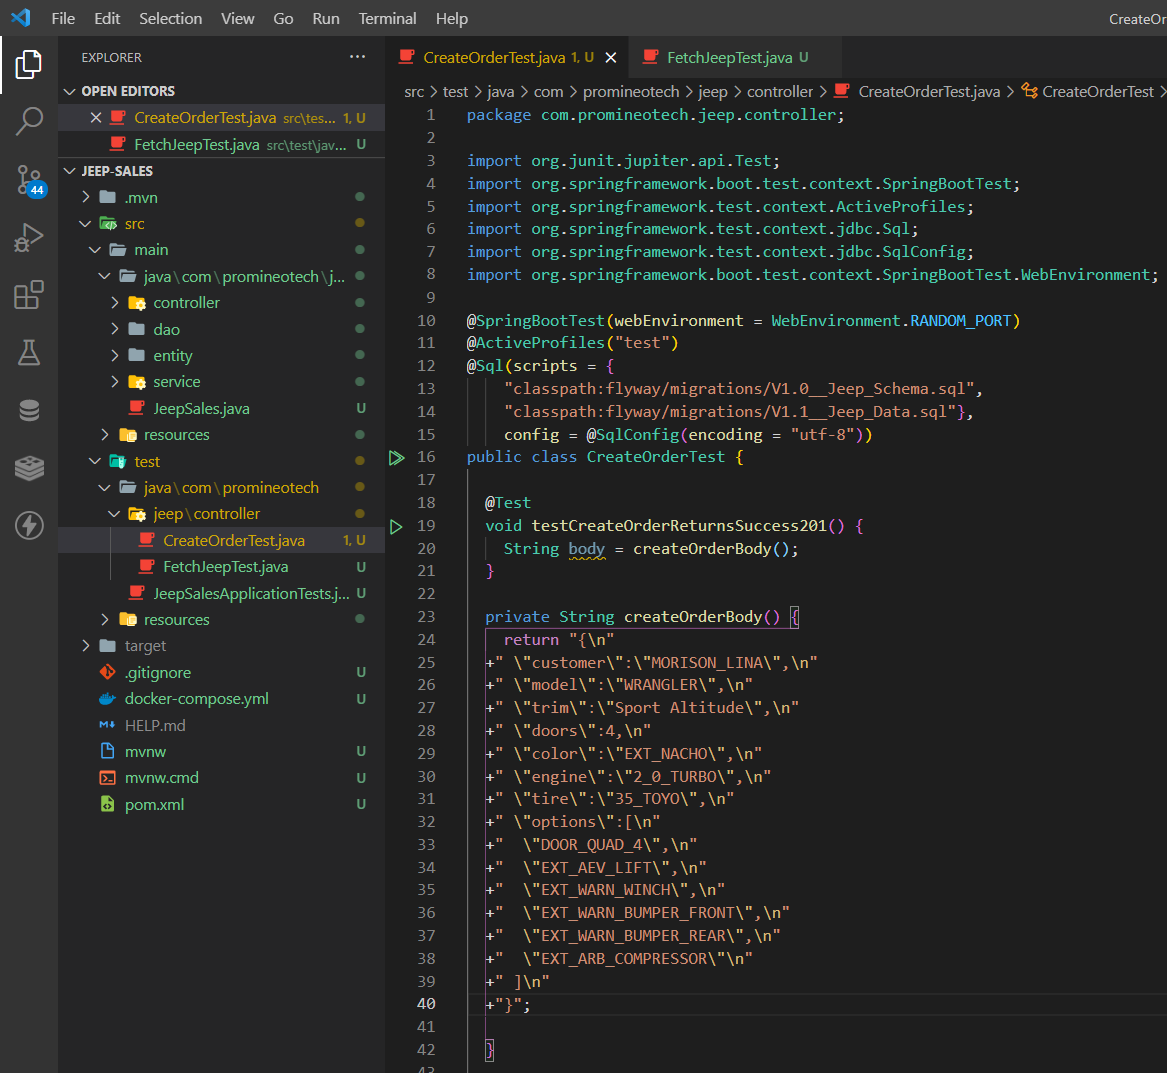 File Edit Selection View Go Run Terminal Help CreateOr
EXPLORER ...
OPEN EDITORS
CreateOrderTest.java src\tes... 1, U
FetchJeepTest.java src\test\jav... U
JEEP-SALES
.mvn
src
main
java\com\promineotech\j...
controller
dao
entity
service
JeepSales.java U
resources
test
java\com\promineotech
jeep\controller
CreateOrderTest.java 1, U
FetchJeepTest.java U
JeepSalesApplicationTests.j... U
resources
target
.gitignore U
docker-compose.yml U
HELP.md
mvnw U
mvnw.cmd U
pom.xml U
44
CreateOrderTest.java 1, U
FetchJeepTest.java U
src > test > java > com > promineotech > jeep > controller > CreateOrderTest.java > CreateOrderTest >
1 package com.promineotech.jeep.controller;
2
3 import org.junit.jupiter.api.Test;
4 import org.springframework.boot.test.context.SpringBootTest;
5 import org.springframework.test.context.ActiveProfiles;
6 import org.springframework.test.context.jdbc.Sql;
7 import org.springframework.test.context.jdbc.SqlConfig;
8 import org.springframework.boot.test.context.SpringBootTest.WebEnvironment;
9
10 @SpringBootTest(webEnvironment = WebEnvironment.RANDOM_PORT)
11 @ActiveProfiles("test")
12 @Sql(scripts = {
13 "classpath:flyway/migrations/V1.0__Jeep_Schema.sql",
14 "classpath:flyway/migrations/V1.1__Jeep_Data.sql"},
15 config = @SqlConfig(encoding = "utf-8"))
16 public class CreateOrderTest {
17
18 @Test
19 void testCreateOrderReturnsSuccess201() {
20 String body = createOrderBody();
21 }
22
23 private String createOrderBody() {
24 return "{\n"
25 +" \"customer\":\"MORISON_LINA\",\n"
26 +" \"model\":\"WRANGLER\",\n"
27 +" \"trim\":\"Sport Altitude\",\n"
28 +" \"doors\":4,\n"
29 +" \"color\":\"EXT_NACHO\",\n"
30 +" \"engine\":\"2_0_TURBO\",\n"
31 +" \"tire\":\"35_TOYO\",\n"
32 +" \"options\":[\n"
33 +"  \"DOOR_QUAD_4\",\n"
34 +"  \"EXT_AEV_LIFT\",\n"
35 +"  \"EXT_WARN_WINCH\",\n"
36 +"  \"EXT_WARN_BUMPER_FRONT\",\n"
37 +"  \"EXT_WARN_BUMPER_REAR\",\n"
38 +"  \"EXT_ARB_COMPRESSOR\"\n"
39 +" ]\n"
40 +"}";
41
42 }
43